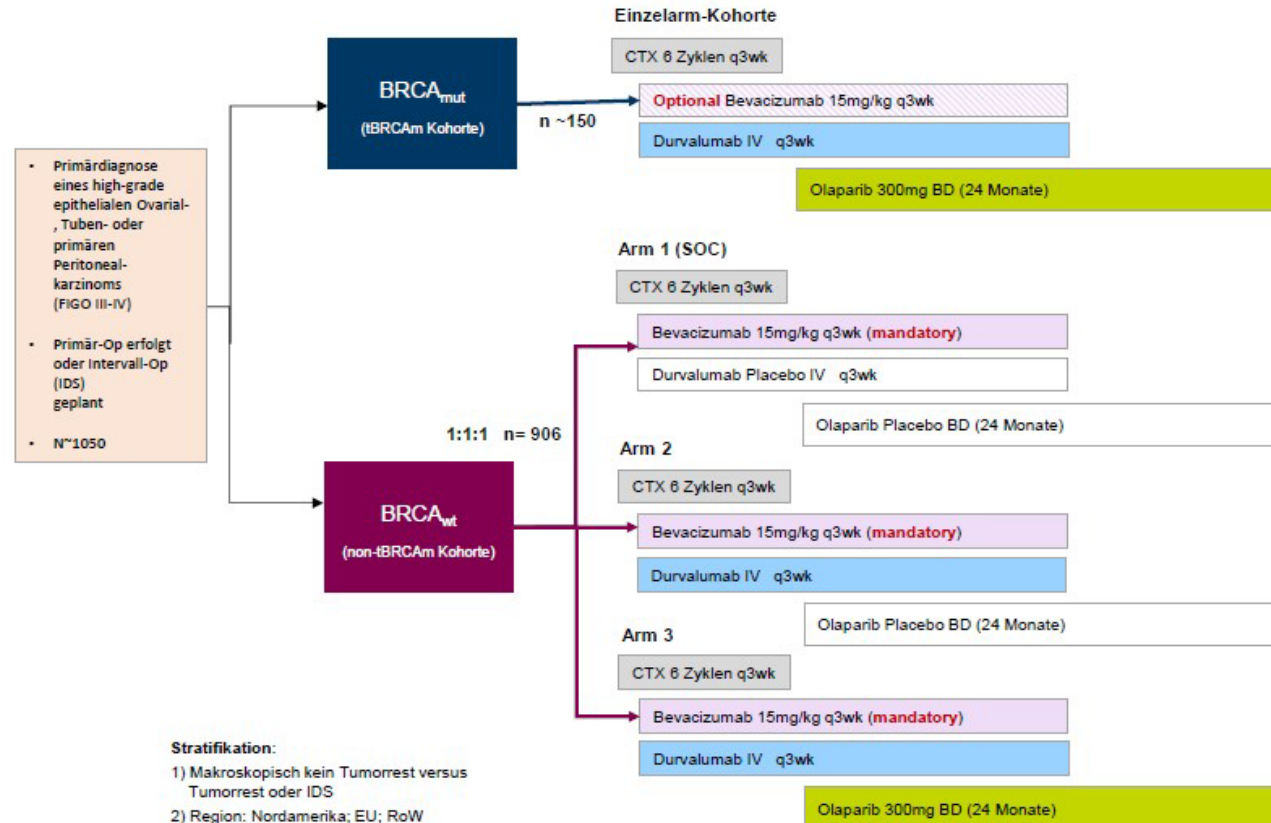 Einzelarm-Kohorte
CTX 6 Zyklen q3wk
BRCAmut
(tBRCAm Kohorte)
n ~150
Optional Bevacizumab 15mg/kg q3wk
Durvalumab IV q3wk
Olaparib 300mg BD (24 Monate)
• Primärdiagnose
eines high-grade
epithelialen Ovarial-
, Tuben- oder
primären
Peritoneal-
karzinoms
(FIGO III-IV)
• Primär-Op erfolgt
oder Intervall-Op
(IDS)
geplant
• N~1050
Arm 1 (SOC)
CTX 6 Zyklen q3wk
Bevacizumab 15mg/kg q3wk (mandatory)
Durvalumab Placebo IV q3wk
Olaparib Placebo BD (24 Monate)
1:1:1 n= 906
BRCAwt
(non-tBRCAm Kohorte)
Arm 2
CTX 6 Zyklen q3wk
Bevacizumab 15mg/kg q3wk (mandatory)
Durvalumab IV q3wk
Olaparib Placebo BD (24 Monate)
Arm 3
CTX 6 Zyklen q3wk
Bevacizumab 15mg/kg q3wk (mandatory)
Durvalumab IV q3wk
Olaparib 300mg BD (24 Monate)
Stratifikation:
1) Makroskopisch kein Tumorrest versus
Tumorrest oder IDS
2) Region: Nordamerika; EU; RoW